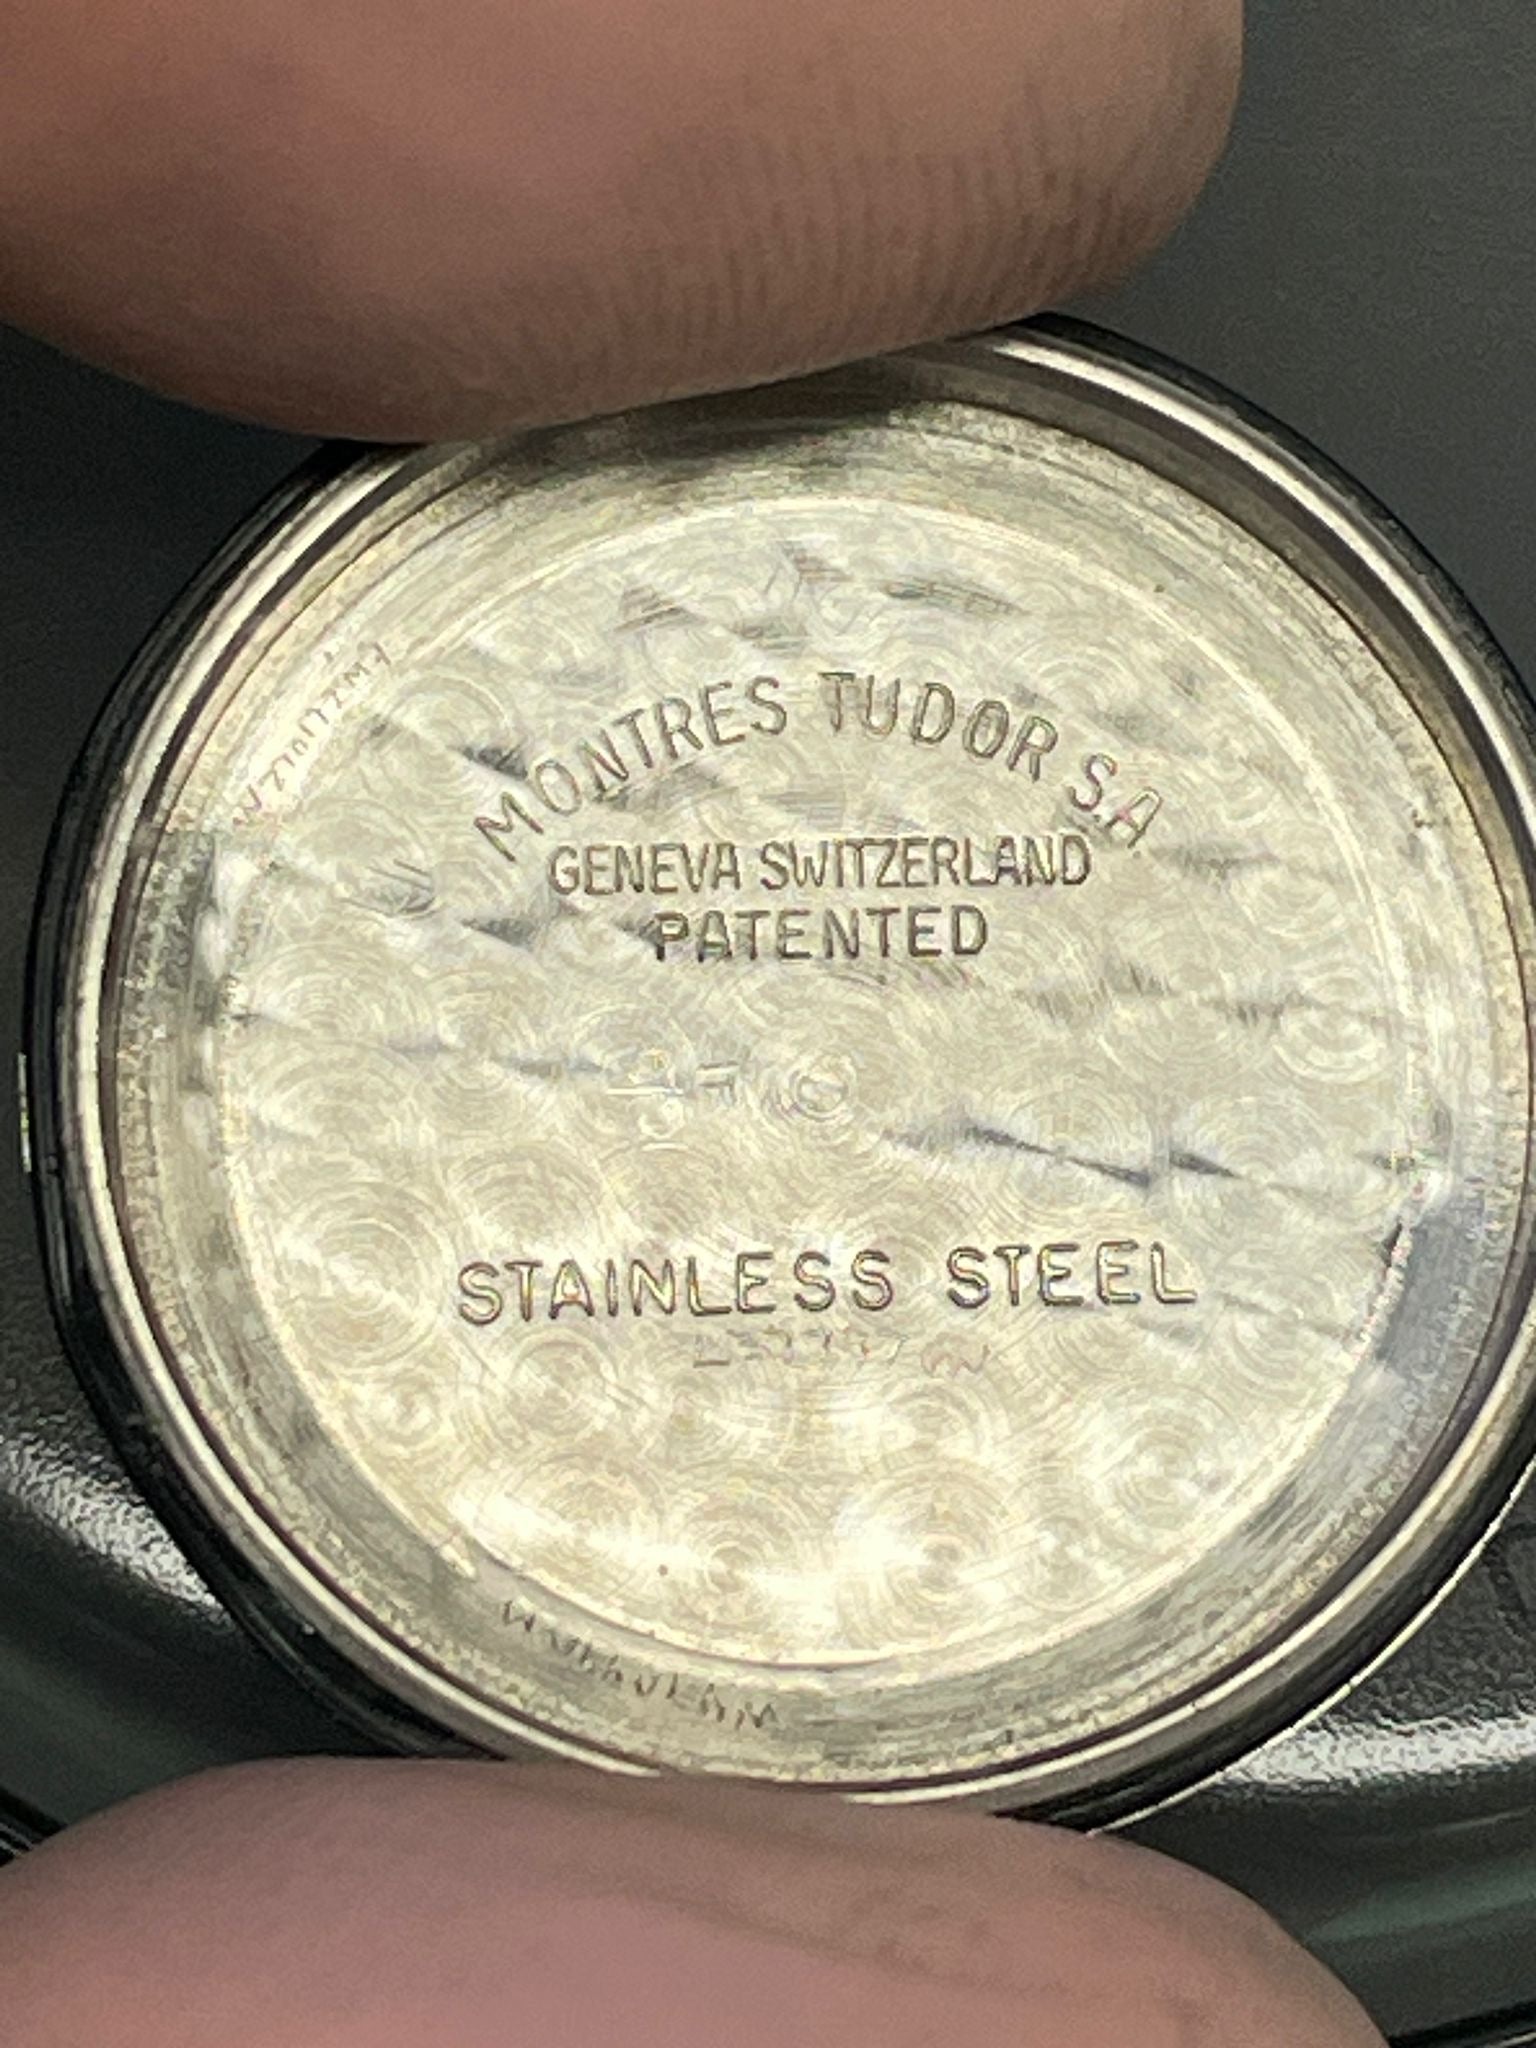 MONTRES TUDOR S.A.
GENEVA SWITZERLAND
PATENTED
STAINLESS STEEL